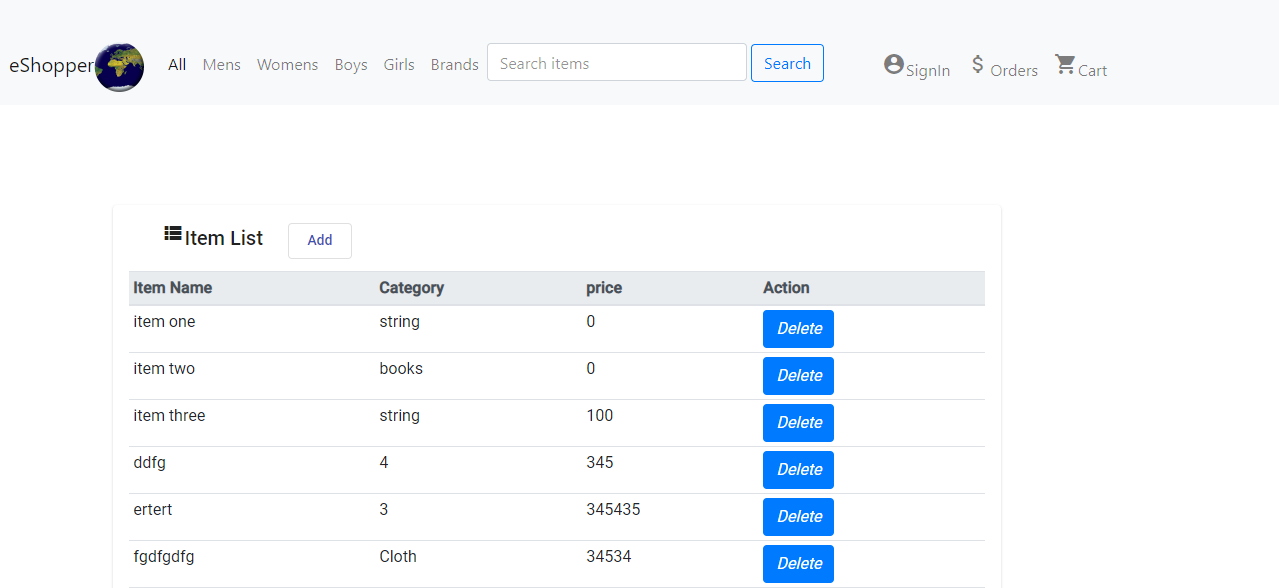 eShopper All Mens Womens Boys Girls Brands Search items Search SignIn $ Orders Cart
Item List Add
Item Name Category price Action
item one string 0 Delete
item two books 0 Delete
item three string 100 Delete
ddfg 4 345 Delete
ertert 3 345435 Delete
fgdfgdfg Cloth 34534 Delete